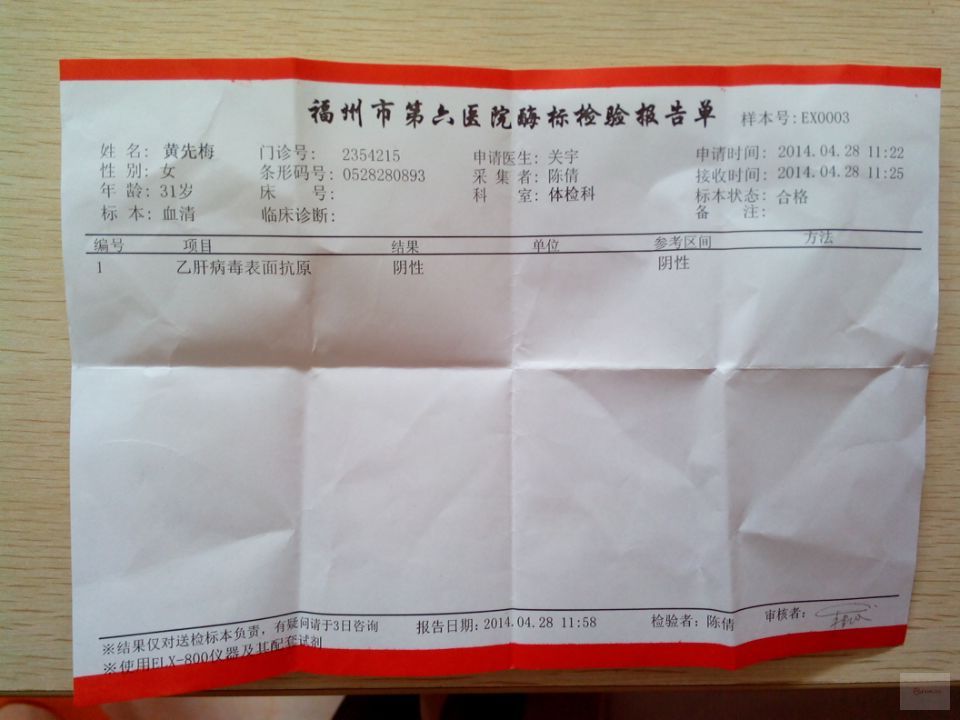 福州市第六医院酶标检验报告单 样本号:EX0003
姓 名: 黄先梅 门诊号: 2354215 申请医生: 关宇 申请时间: 2014.04.28 11:22
性 别: 女 条形码号: 0528280893 采 集 者: 陈倩 接收时间: 2014.04.28 11:25
年 龄: 31岁 床 号: 科 室: 体检科 标本状态: 合格
标 本: 血清 临床诊断: 备 注:
编号 项目 结果 单位 参考区间 方法
1 乙肝病毒表面抗原 阴性 阴性
※结果仅对送检标本负责，有疑问请于3日咨询 报告日期: 2014.04.28 11:58 检验者: 陈倩 审核者:
※使用ELX-800仪器及其配套试剂